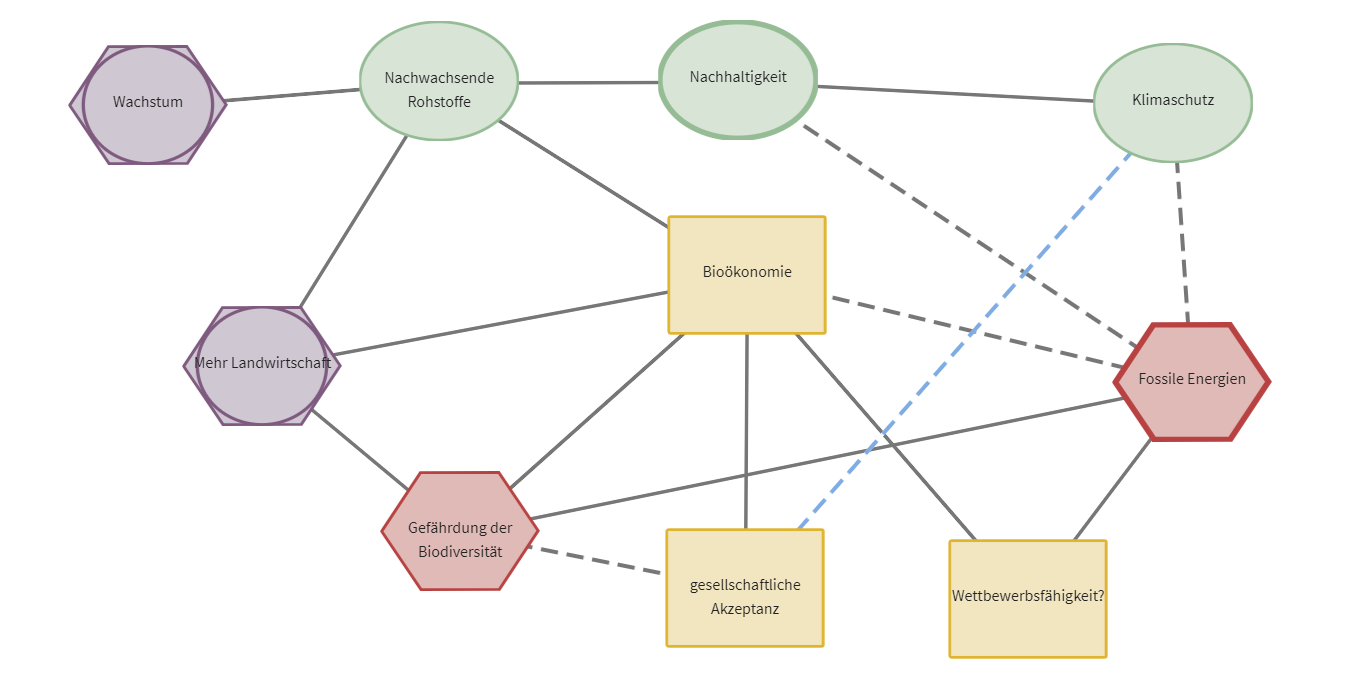 Wachstum
Nachwachsende
Rohstoffe
Nachhaltigkeit
Klimaschutz
Bioökonomie
Mehr Landwirtschaft
Fossile Energien
Gefährdung der
Biodiversität
gesellschaftliche
Akzeptanz
Wettbewerbsfähigkeit?